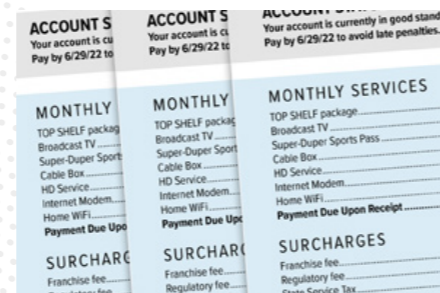 ACCOUNT S
Your account is cu
Pay by 6/29/22 to
MONTHLY
TOP SHELF packag
Broadcast TV
Super-Duper Sport
Cable Box
HD Service
Internet Modem
Home WiFi
Payment Due Upo
SURCHARG
Franchise fee
ACCOUNT S
Your account is cu
Pay by 6/29/22 to
MONTHLY
TOP SHELF packag
Broadcast TV
Super-Duper Sport
Cable Box
HD Service
Internet Modem
Home WiFi
Payment Due Upo
SURCHARG
Franchise fee
Regulatory fee
Your account is currently in good stand
Pay by 6/29/22 to avoid late penalties.
MONTHLY SERVICES
TOP SHELF package
Broadcast TV
Super-Duper Sports Pass
Cable Box
HD Service
Internet Modem
Home WiFi
Payment Due Upon Receipt
SURCHARGES
Franchise fee
Regulatory fee
State Service Tax